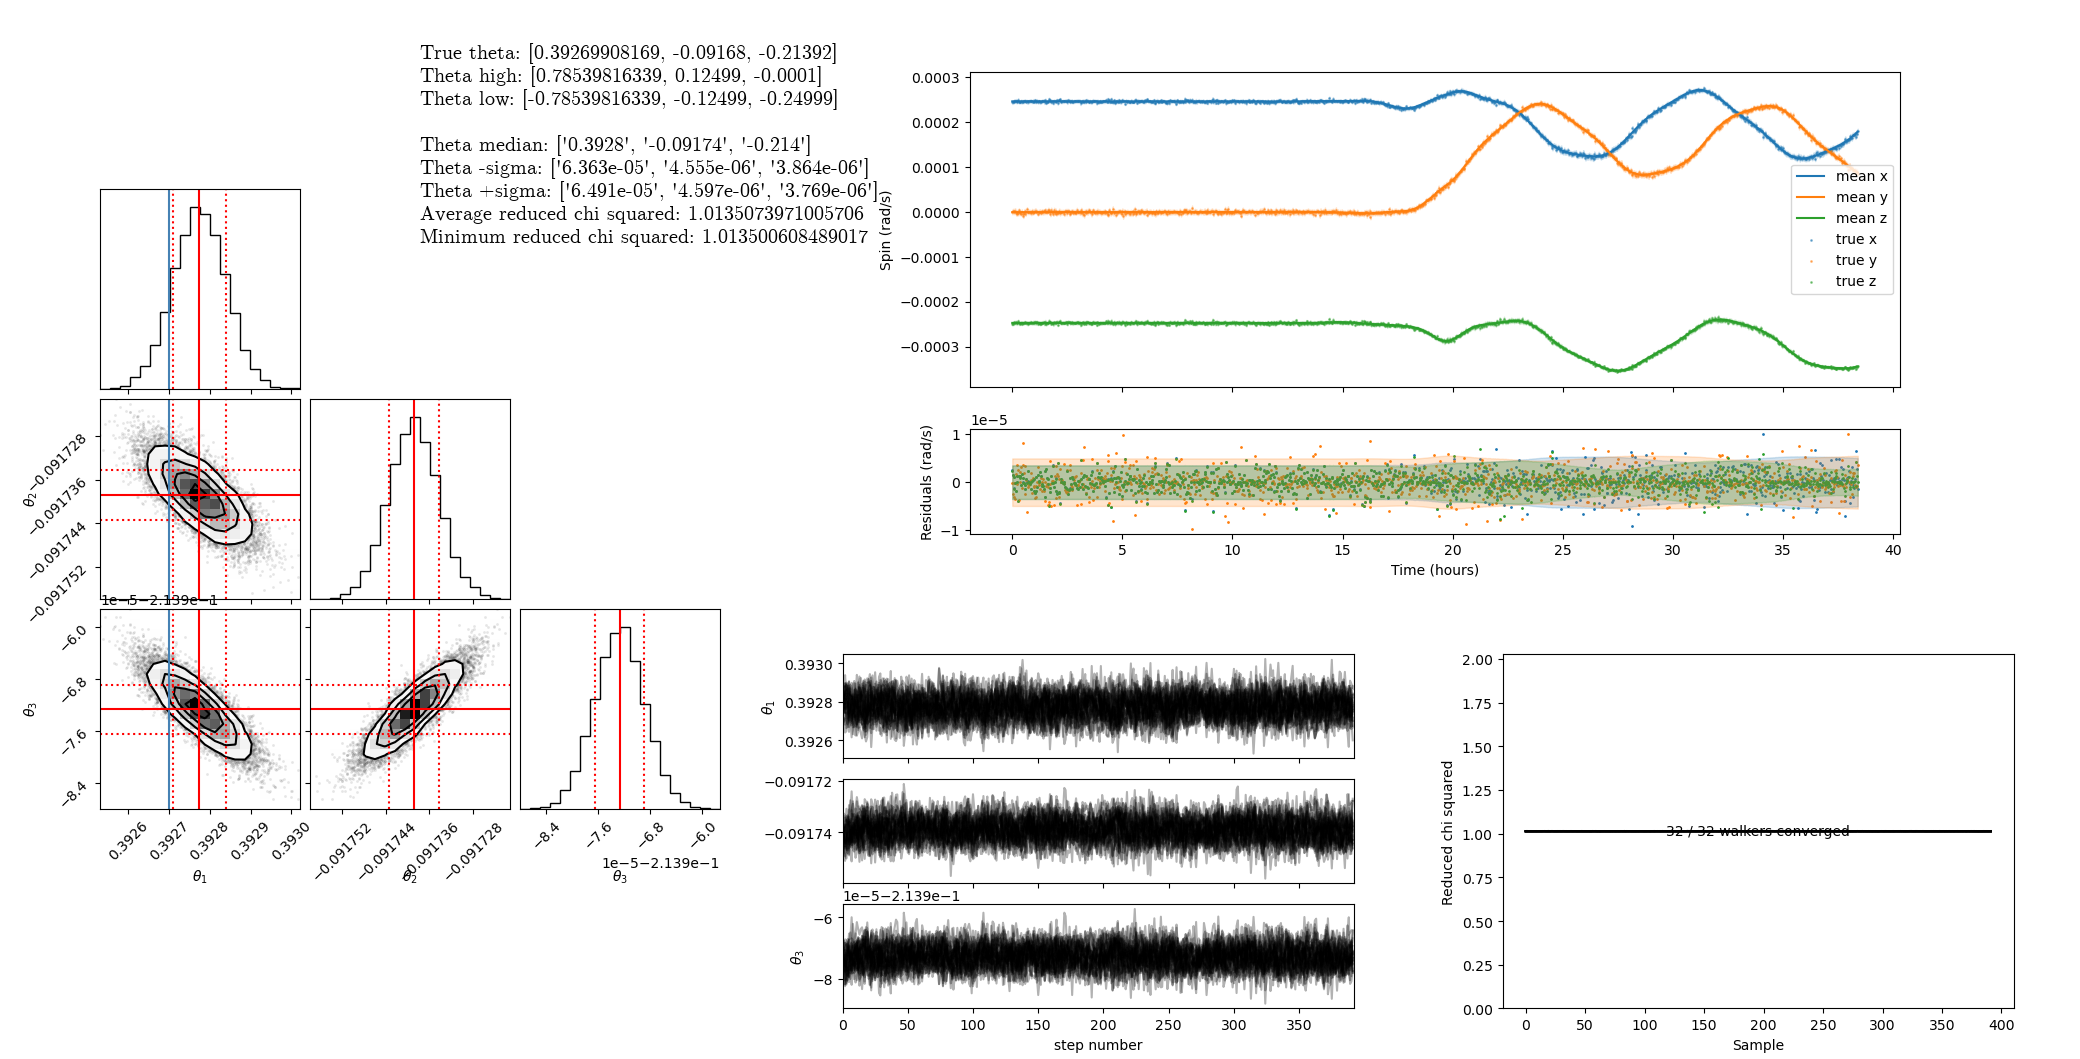 True theta: [0.39269908169, -0.09168, -0.21392]
Theta high: [0.78539816339, 0.12499, -0.0001]
Theta low: [-0.78539816339, -0.12499, -0.24999]
Theta median: ['0.3928', '-0.09174', '-0.214']
Theta -sigma: ['6.363e-05', '4.555e-06', '3.864e-06']
Theta +sigma: ['6.491e-05', '4.597e-06', '3.769e-06']
Average reduced chi squared: 1.0135073971005706
Minimum reduced chi squared: 1.013500608489017
0.0003
0.0002
0.0001
0.0000
−0.0001
−0.0002
−0.0003
Spin (rad/s)
mean x
mean y
mean z
true x
true y
true z
1e−5
1
0
−1
Residuals (rad/s)
0 5 10 15 20 25 30 35 40
Time (hours)
θ2
−0.091728
−0.091736
−0.091744
−0.091752
1e−5−2.139e−1
θ3
−6.0
−6.8
−7.6
−8.4
0.3926 0.3927 0.3928 0.3929 0.3930
θ1
−0.091752 −0.091744 −0.091736 −0.091728
θ2
−8.4 −7.6 −6.8 −6.0
1e−5−2.139e−1
θ3
θ1
0.3930
0.3928
0.3926
−0.09172
−0.09174
1e−5−2.139e−1
θ3
−6
−8
0 50 100 150 200 250 300 350
step number
2.00
1.75
1.50
1.25
1.00
0.75
0.50
0.25
0.00
Reduced chi squared
32 / 32 walkers converged
0 50 100 150 200 250 300 350 400
Sample